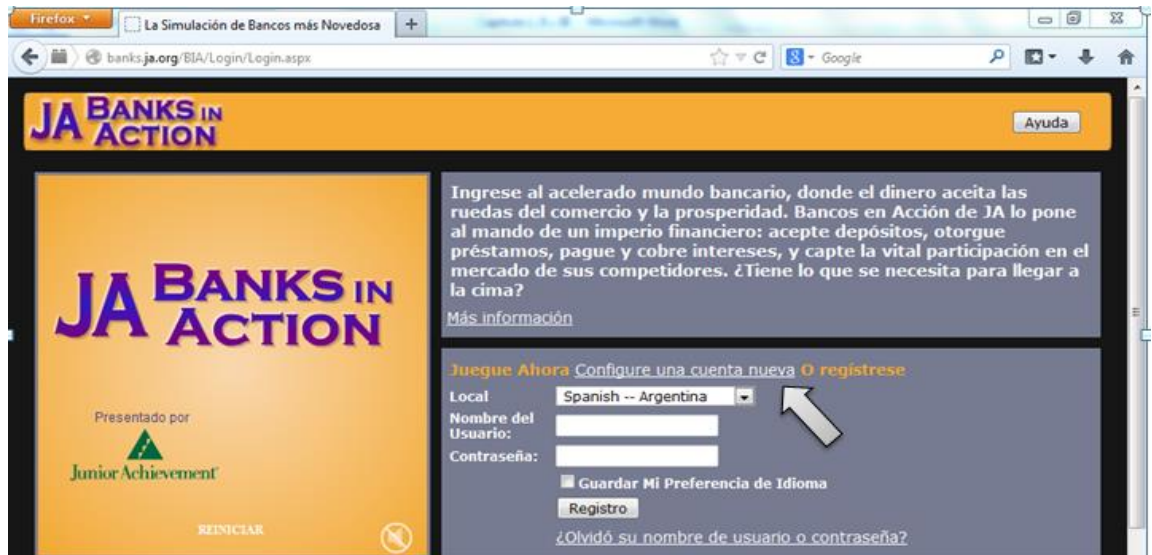 Firefox
La Simulación de Bancos más Novedosa
banks.ja.org/BIA/Login/Login.aspx
Google
JA BANKS IN ACTION
Ayuda
JA BANKS IN
ACTION
Presentado por
Junior Achievement
REINICIAR
Ingrese al acelerado mundo bancario, donde el dinero aceita las
ruedas del comercio y la prosperidad. Bancos en Acción de JA lo pone
al mando de un imperio financiero: acepte depósitos, otorgue
préstamos, pague y cobre intereses, y capte la vital participación en el
mercado de sus competidores. ¿Tiene lo que se necesita para llegar a
la cima?
Más información
Juegue Ahora Configure una cuenta nueva O regístrese
Local Spanish -- Argentina
Nombre del
Usuario:
Contraseña:
Guardar Mi Preferencia de Idioma
Registro
¿Olvidó su nombre de usuario o contraseña?